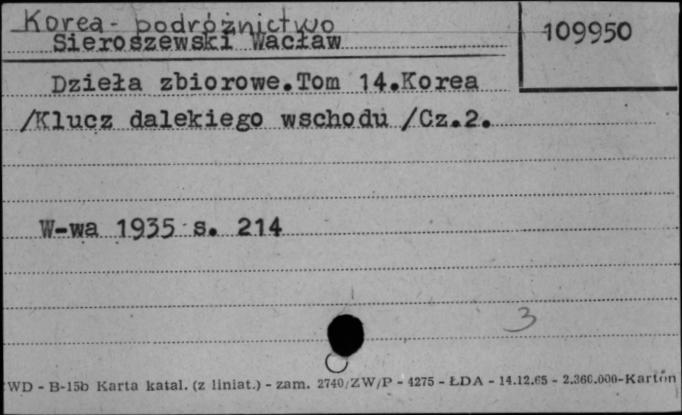 Korea - podróżnictwo
109950
Sieroszewski Wacław
Dzieła zbiorowe.Tom 14.Korea
/Klucz dalekiego wschodu /Cz.2.
W-wa 1935 s. 214
3
WD - B-15b Karta katal. (z liniat.) - zam. 2740/ZW/P - 4275 - ŁDA - 14.12.65 - 2.360.000-Karton